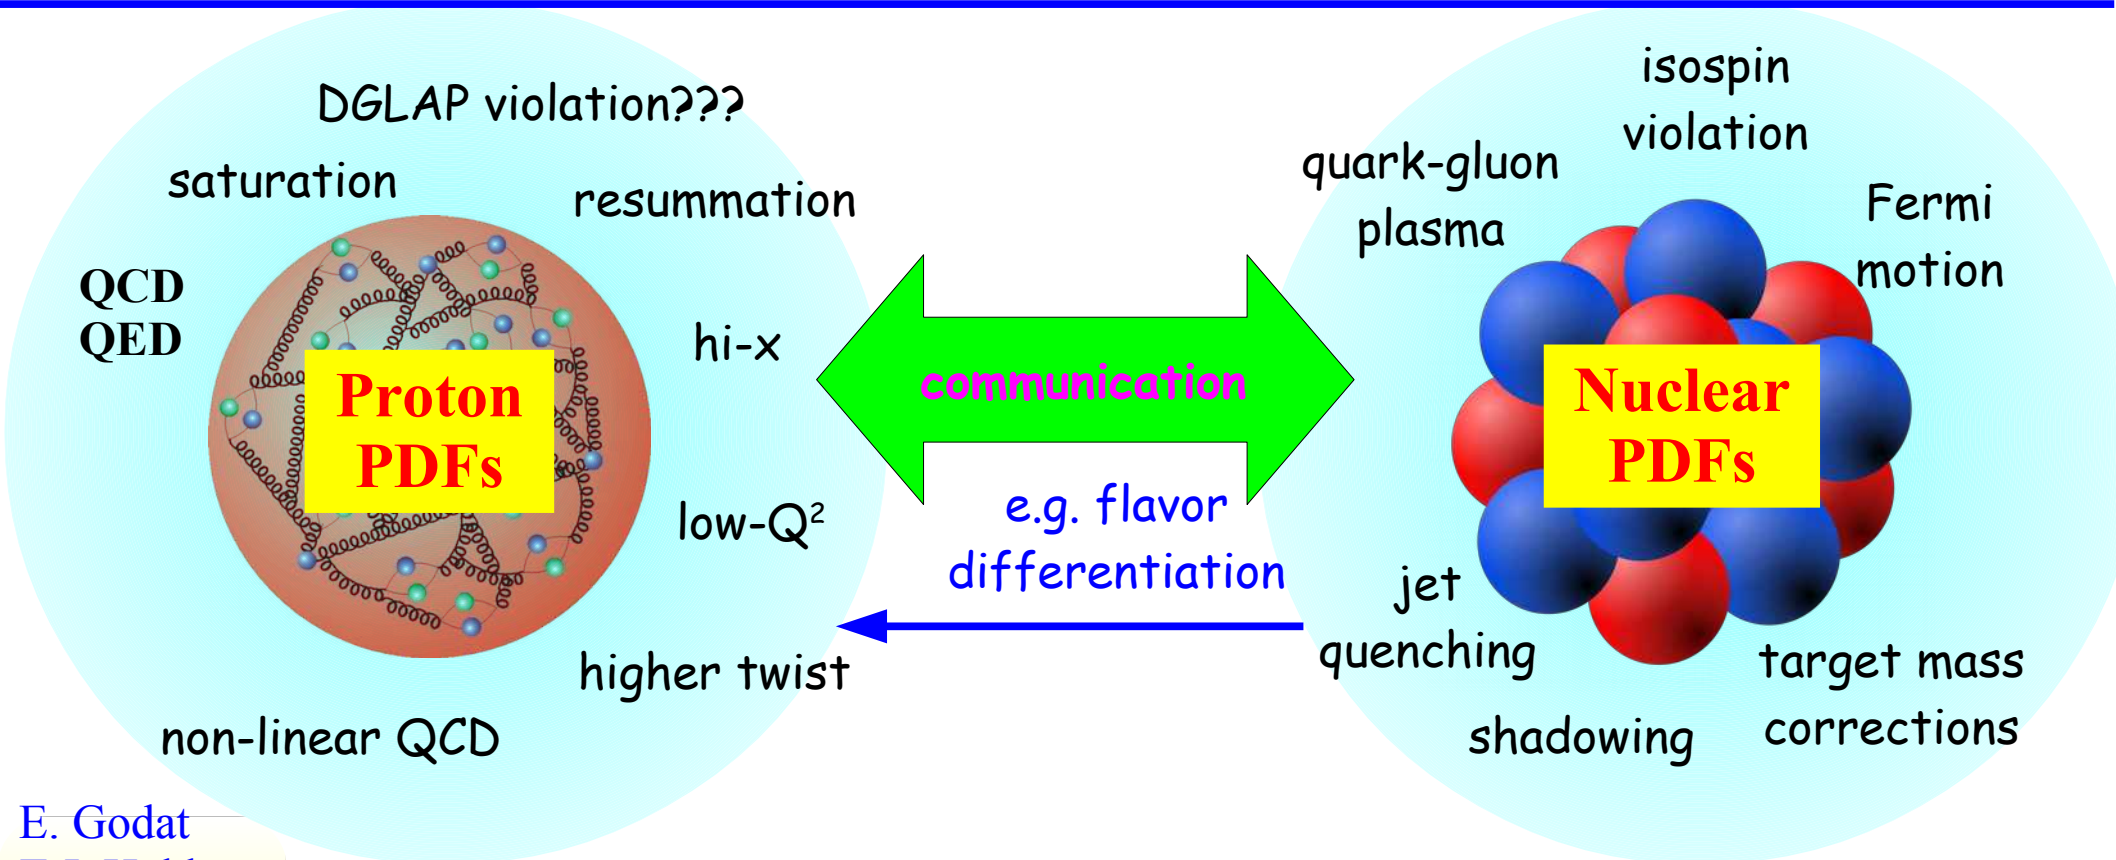 DGLAP violation???
saturation
resummation
QCD
QED
hi-x
Proton
PDFs
low-Q²
higher twist
non-linear QCD
communication
e.g. flavor
differentiation
isospin
violation
quark-gluon
plasma
Fermi
motion
Nuclear
PDFs
jet
quenching
target mass
corrections
shadowing
E. Godat